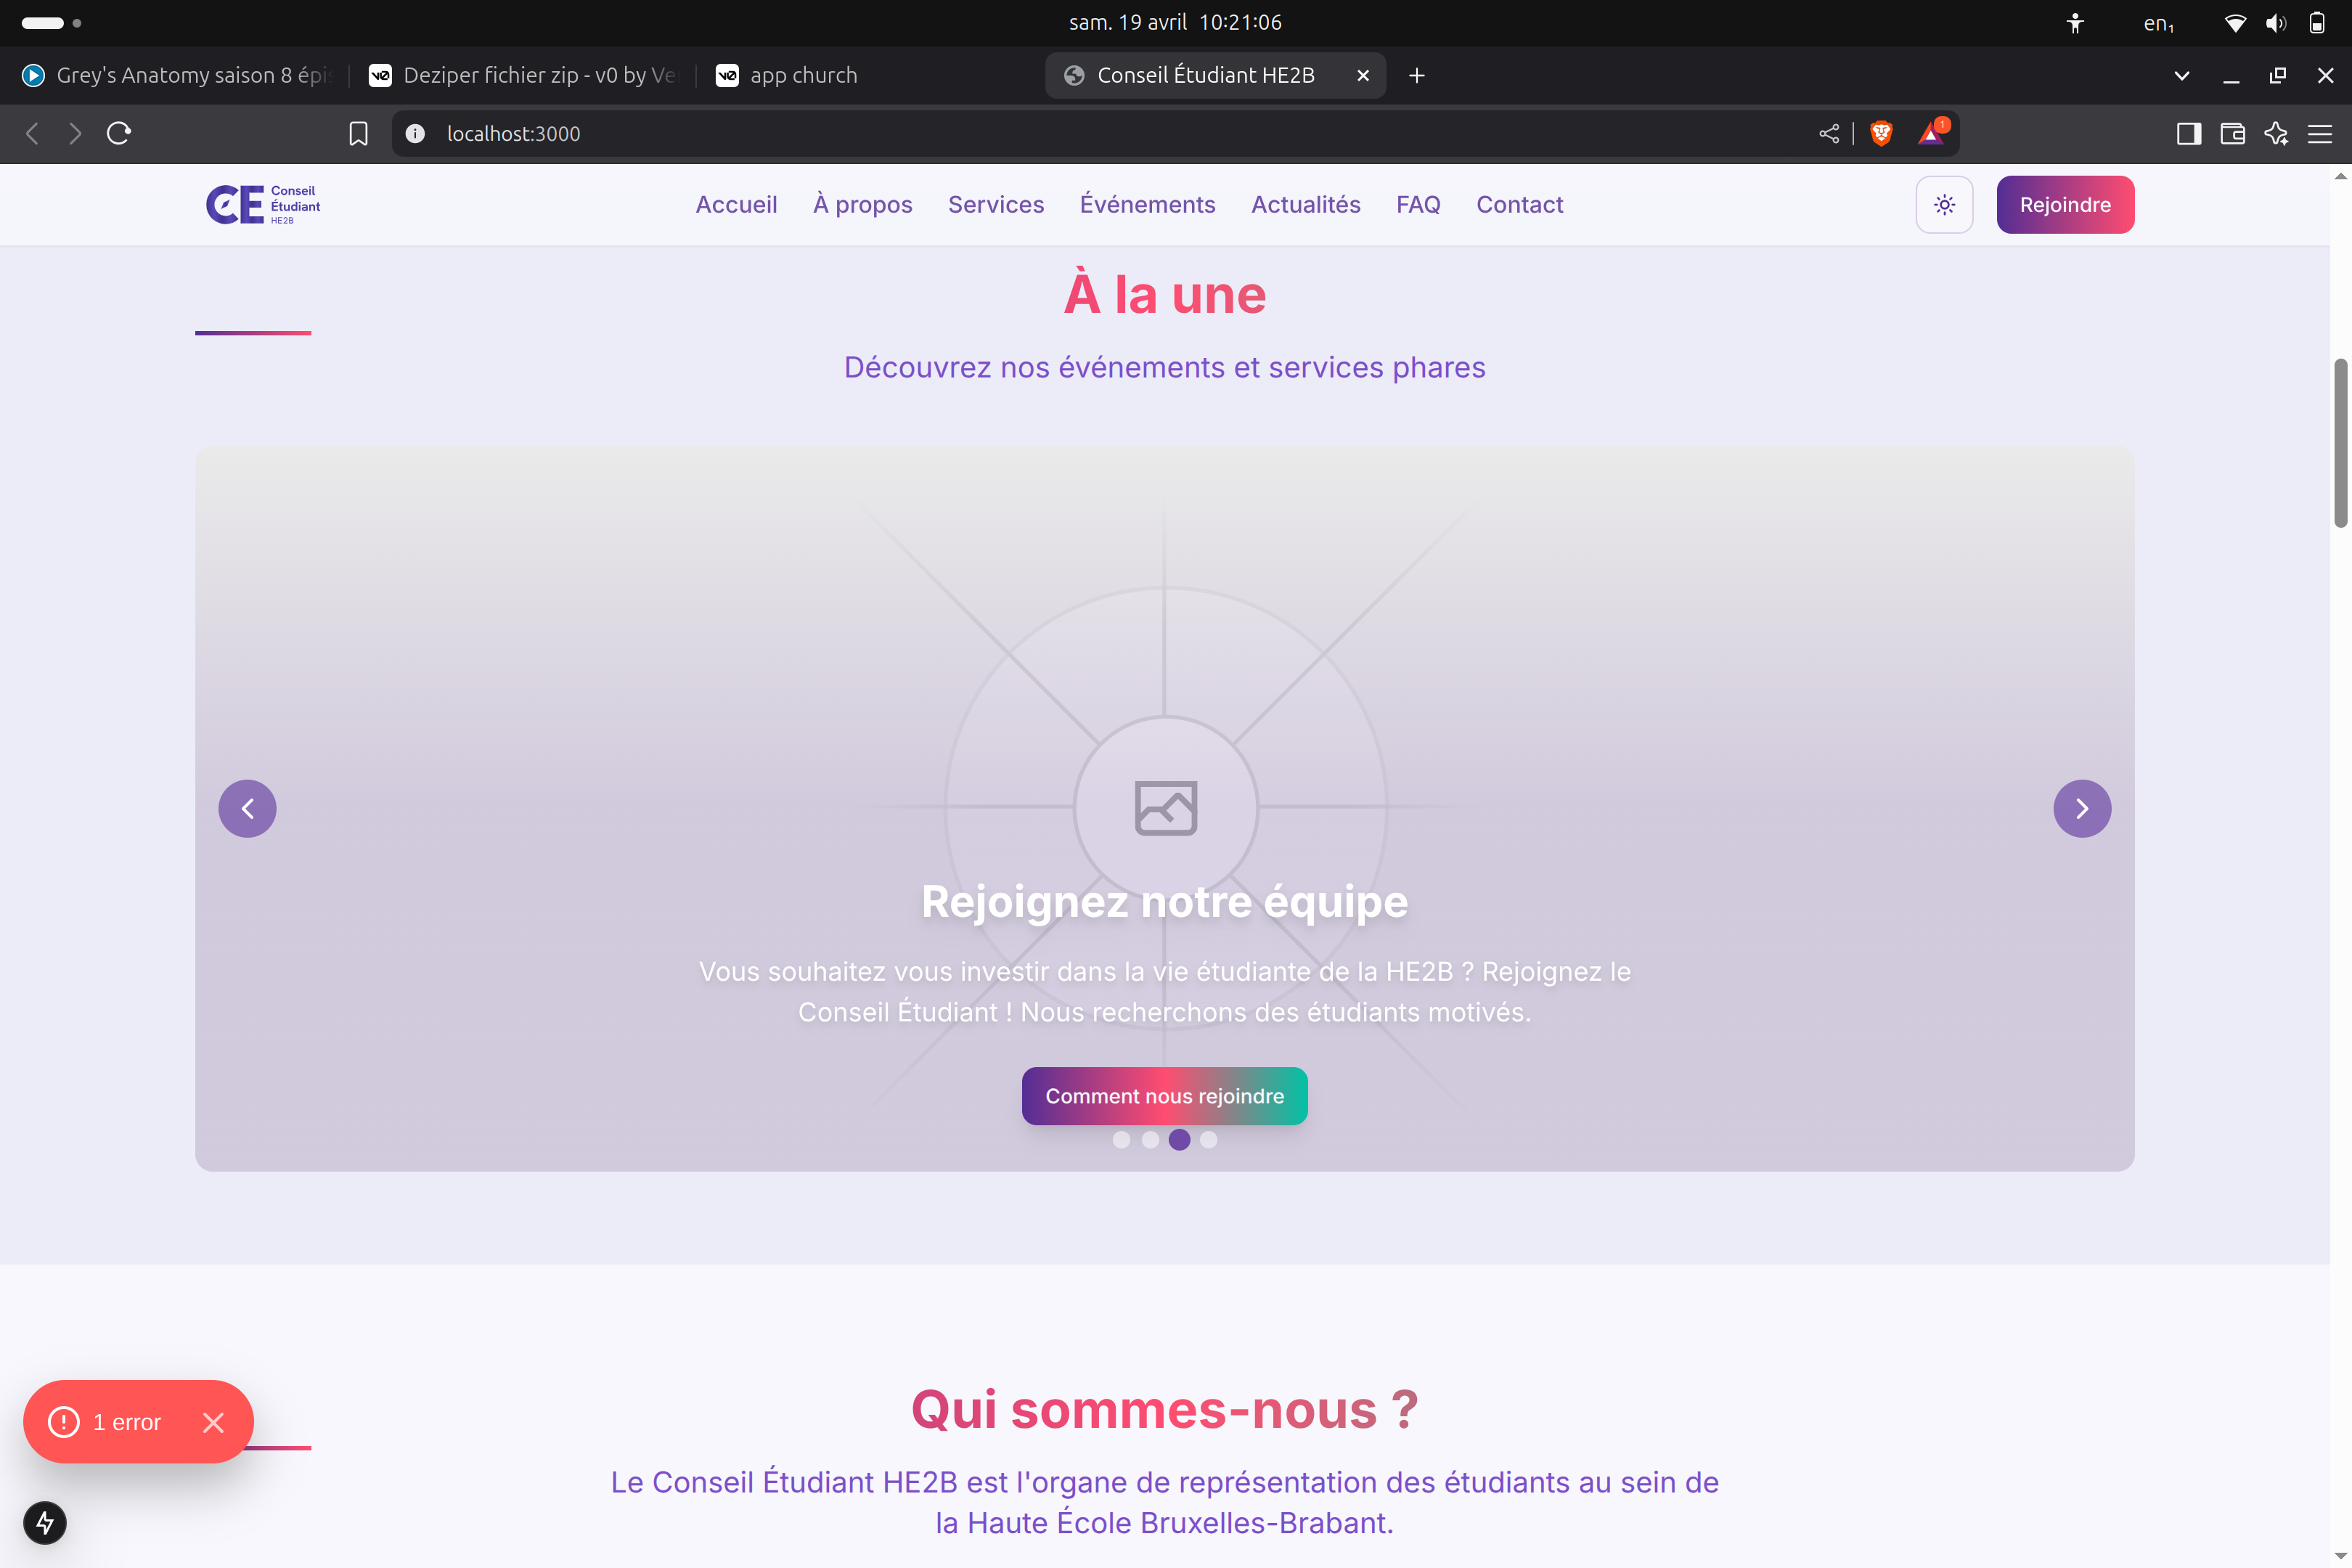 sam. 19 avril 10:21:06
en₁
Grey's Anatomy saison 8 épis
Deziper fichier zip - v0 by Ve
app church
Conseil Étudiant HE2B
localhost:3000
1
CE Conseil
Étudiant
HE2B
Accueil
À propos
Services
Événements
Actualités
FAQ
Contact
Rejoindre
À la une
Découvrez nos événements et services phares
Rejoignez notre équipe
Vous souhaitez vous investir dans la vie étudiante de la HE2B ? Rejoignez le
Conseil Étudiant ! Nous recherchons des étudiants motivés.
Comment nous rejoindre
Qui sommes-nous ?
1 error
Le Conseil Étudiant HE2B est l'organe de représentation des étudiants au sein de
la Haute École Bruxelles-Brabant.